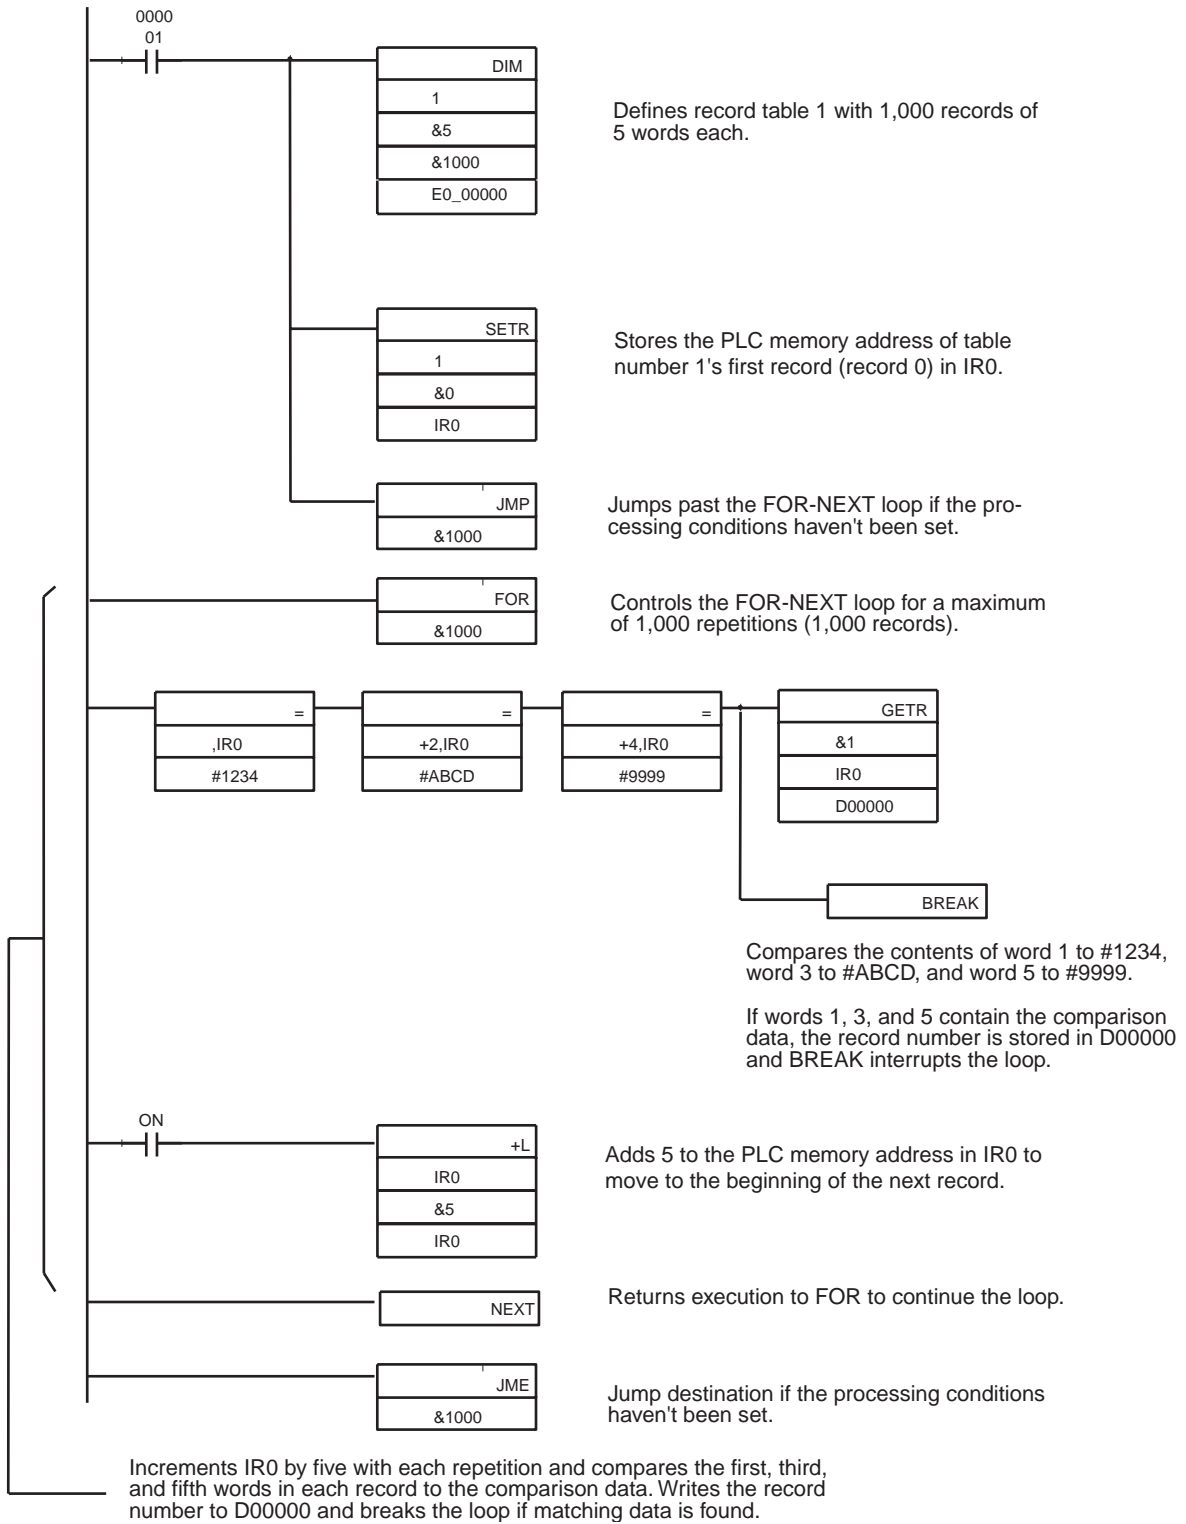 0000
01
DIM
1
&5
&1000
E0_00000
Defines record table 1 with 1,000 records of
5 words each.
SETR
1
&0
IR0
Stores the PLC memory address of table
number 1's first record (record 0) in IR0.
JMP
&1000
Jumps past the FOR-NEXT loop if the pro-
cessing conditions haven't been set.
FOR
&1000
Controls the FOR-NEXT loop for a maximum
of 1,000 repetitions (1,000 records).
=
,IR0
#1234
=
+2,IR0
#ABCD
=
+4,IR0
#9999
GETR
&1
IR0
D00000
BREAK
Compares the contents of word 1 to #1234,
word 3 to #ABCD, and word 5 to #9999.
If words 1, 3, and 5 contain the comparison
data, the record number is stored in D00000
and BREAK interrupts the loop.
ON
+L
IR0
&5
IR0
Adds 5 to the PLC memory address in IR0 to
move to the beginning of the next record.
NEXT
Returns execution to FOR to continue the loop.
JME
&1000
Jump destination if the processing conditions
haven't been set.
Increments IR0 by five with each repetition and compares the first, third,
and fifth words in each record to the comparison data. Writes the record
number to D00000 and breaks the loop if matching data is found.